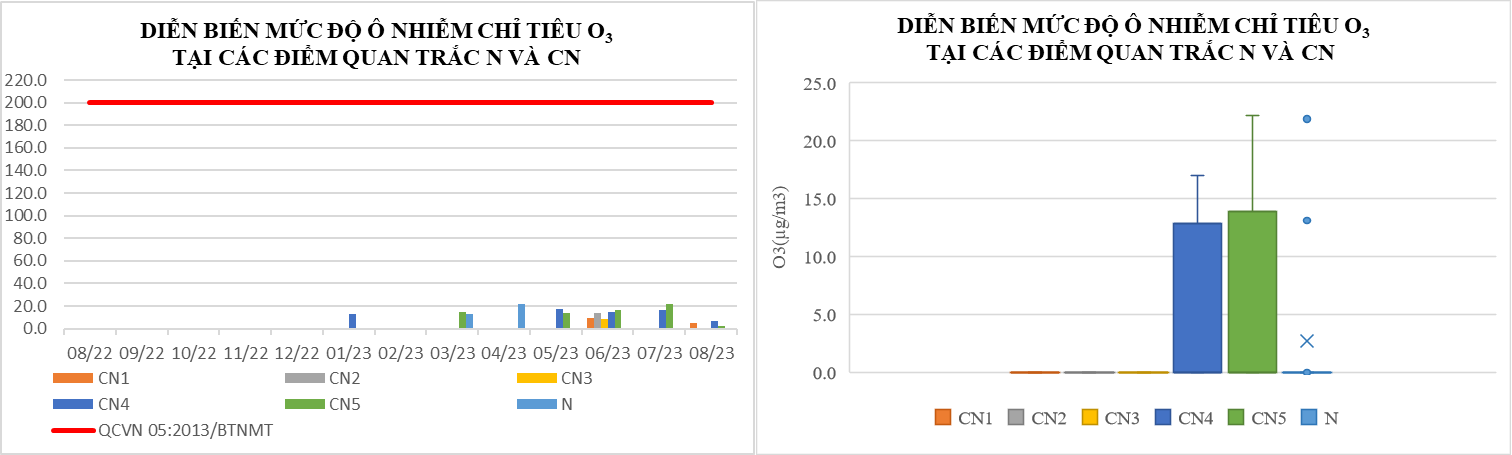 DIỄN BIẾN MỨC ĐỘ Ô NHIỄM CHỈ TIÊU O3
TẠI CÁC ĐIỂM QUAN TRẮC N VÀ CN
220.0
200.0
180.0
160.0
140.0
120.0
100.0
80.0
60.0
40.0
20.0
0.0
08/22 09/22 10/22 11/22 12/22 01/23 02/23 03/23 04/23 05/23 06/23 07/23 08/23
CN1 CN2 CN3
CN4 CN5 N
QCVN 05:2013/BTNMT
DIỄN BIẾN MỨC ĐỘ Ô NHIỄM CHỈ TIÊU O3
TẠI CÁC ĐIỂM QUAN TRẮC N VÀ CN
25.0
20.0
15.0
10.0
5.0
0.0
O3(µg/m3)
CN1 CN2 CN3 CN4 CN5 N